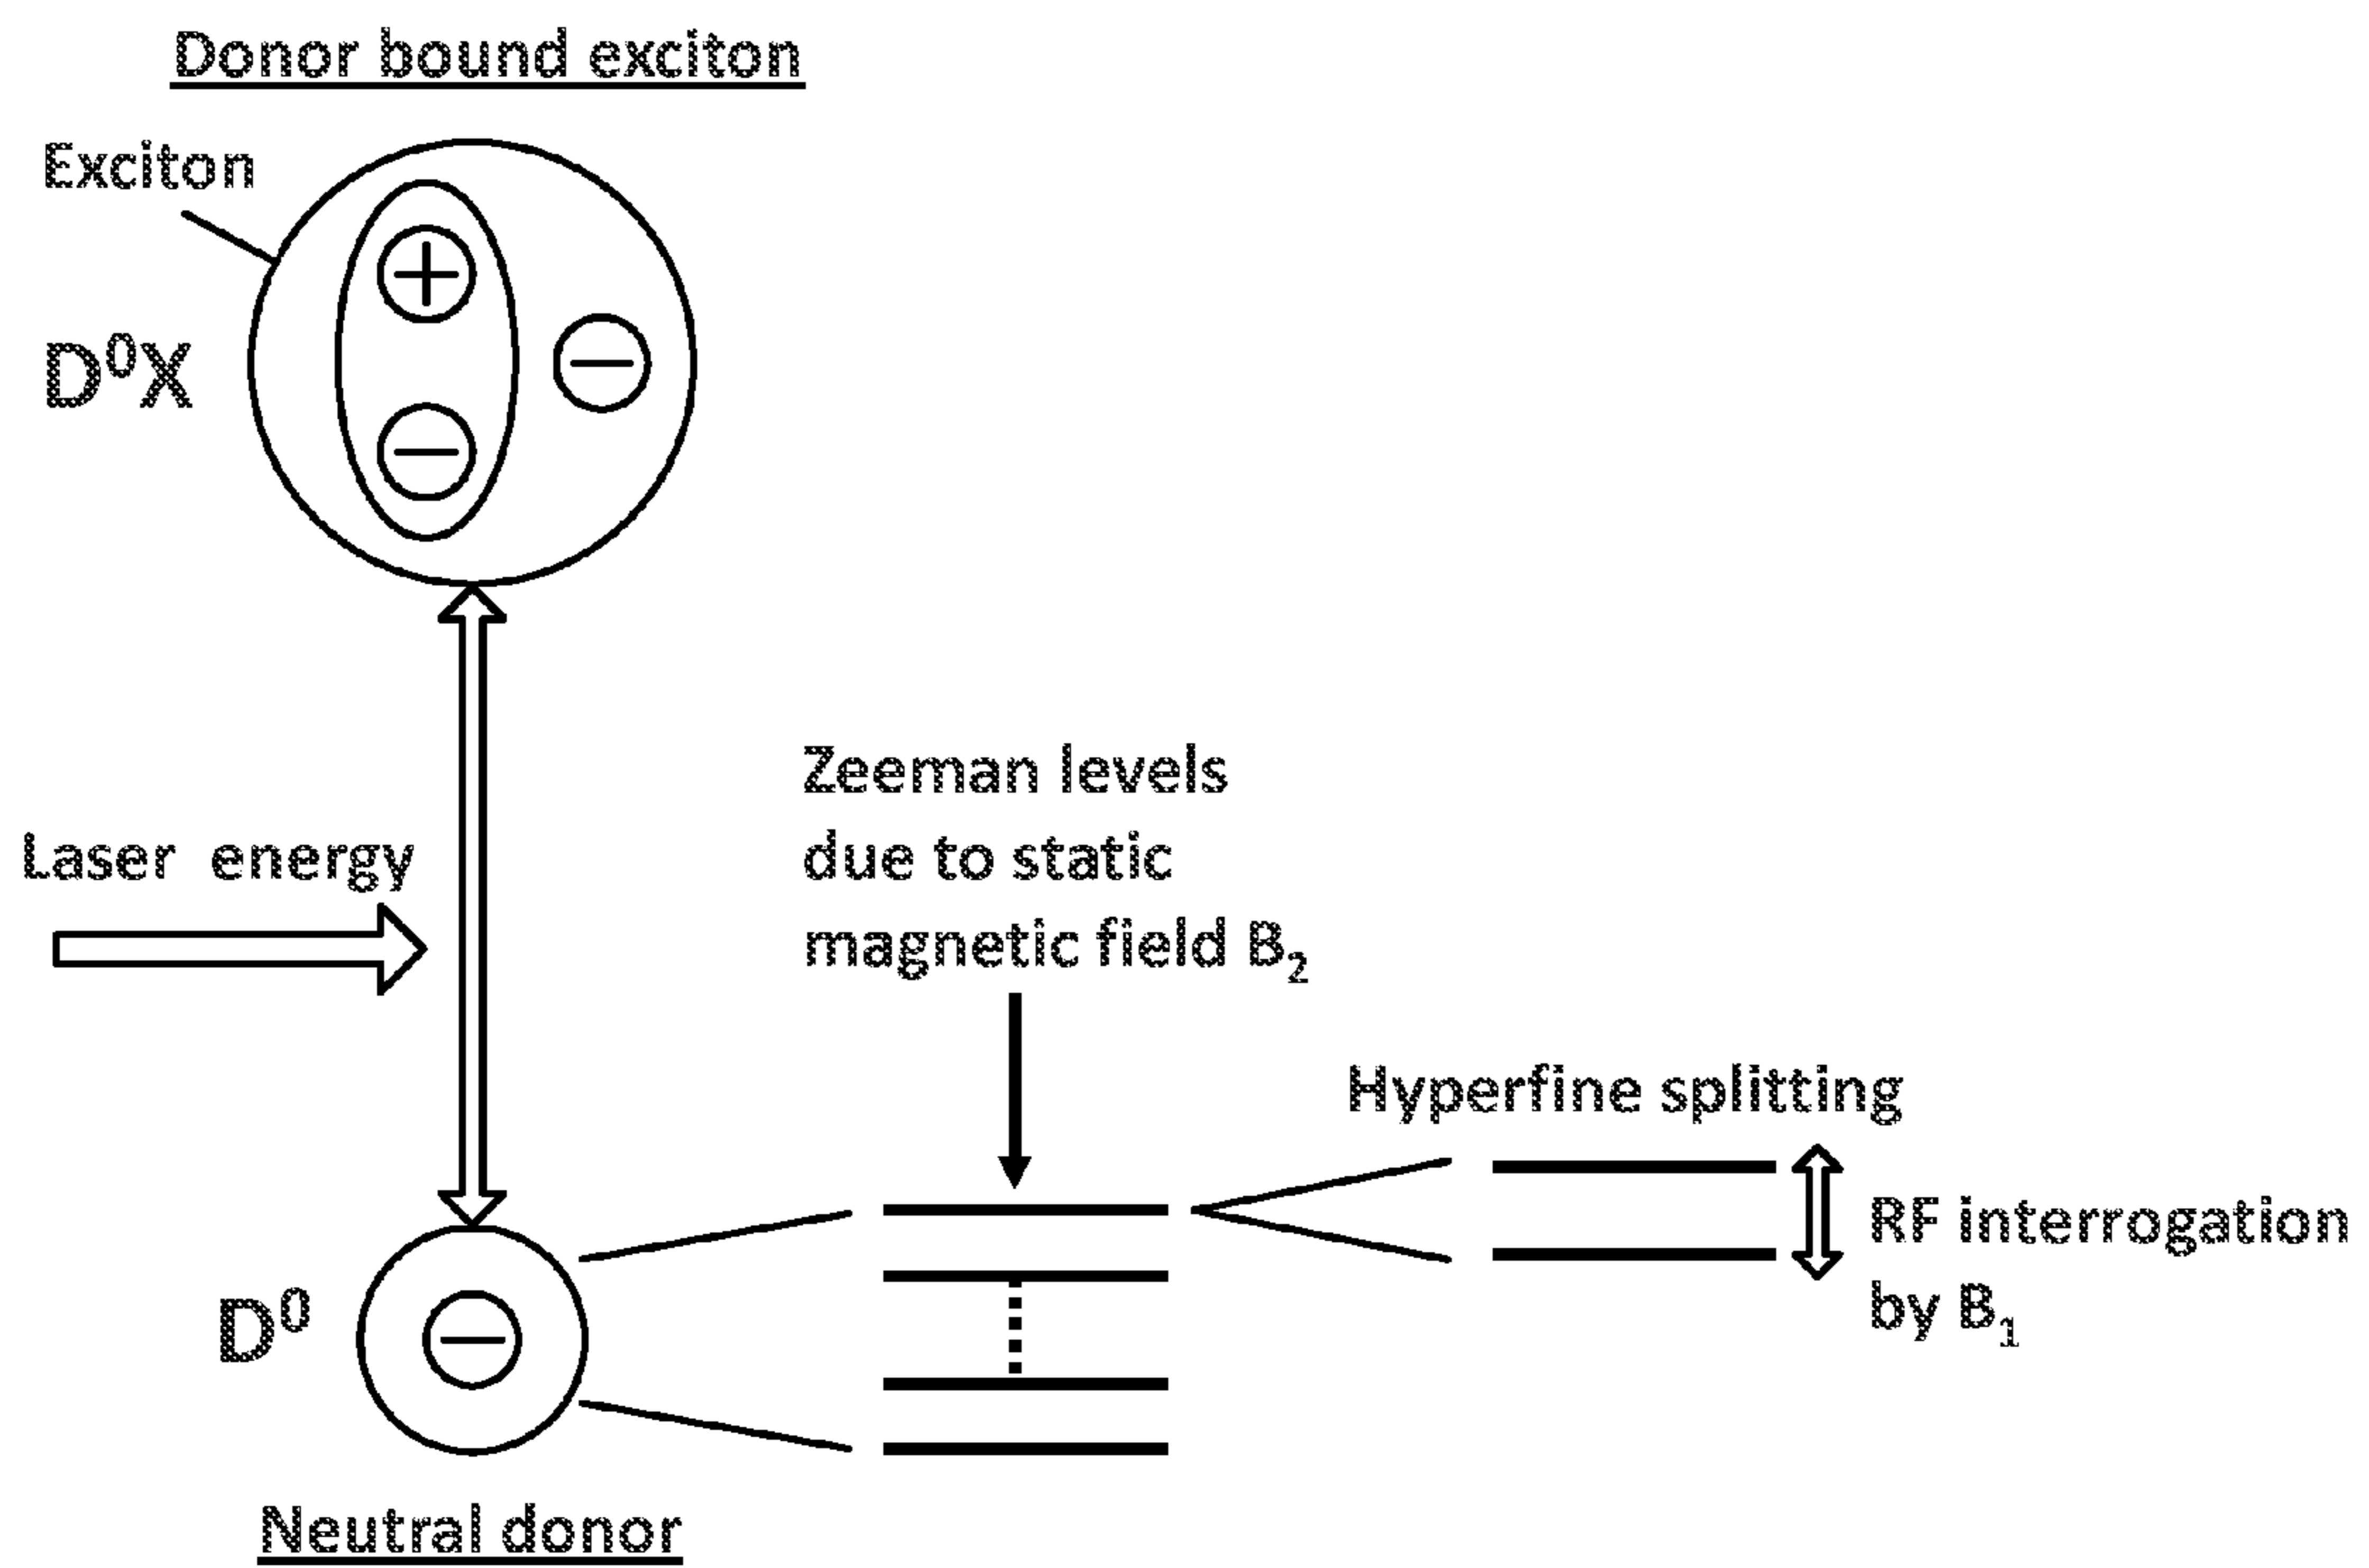 Donor bound exciton
Exciton
D⁰X
Laser energy
Zeeman levels
due to static
magnetic field B₂
Hyperfine splitting
RF interrogation
by B₁
D⁰
Neutral donor